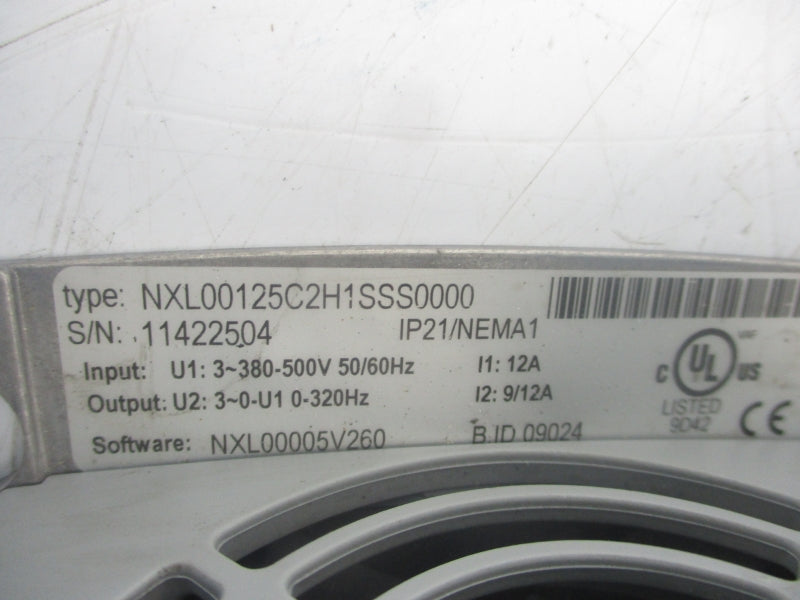 type: NXL00125C2H1SSS0000
S/N: 11422504 IP21/NEMA1
Input: U1: 3~380-500V 50/60Hz I1: 12A
Output: U2: 3~0-U1 0-320Hz I2: 9/12A
Software: NXL00005V260 B.ID 09024
C UL US
LISTED
9D42
CE